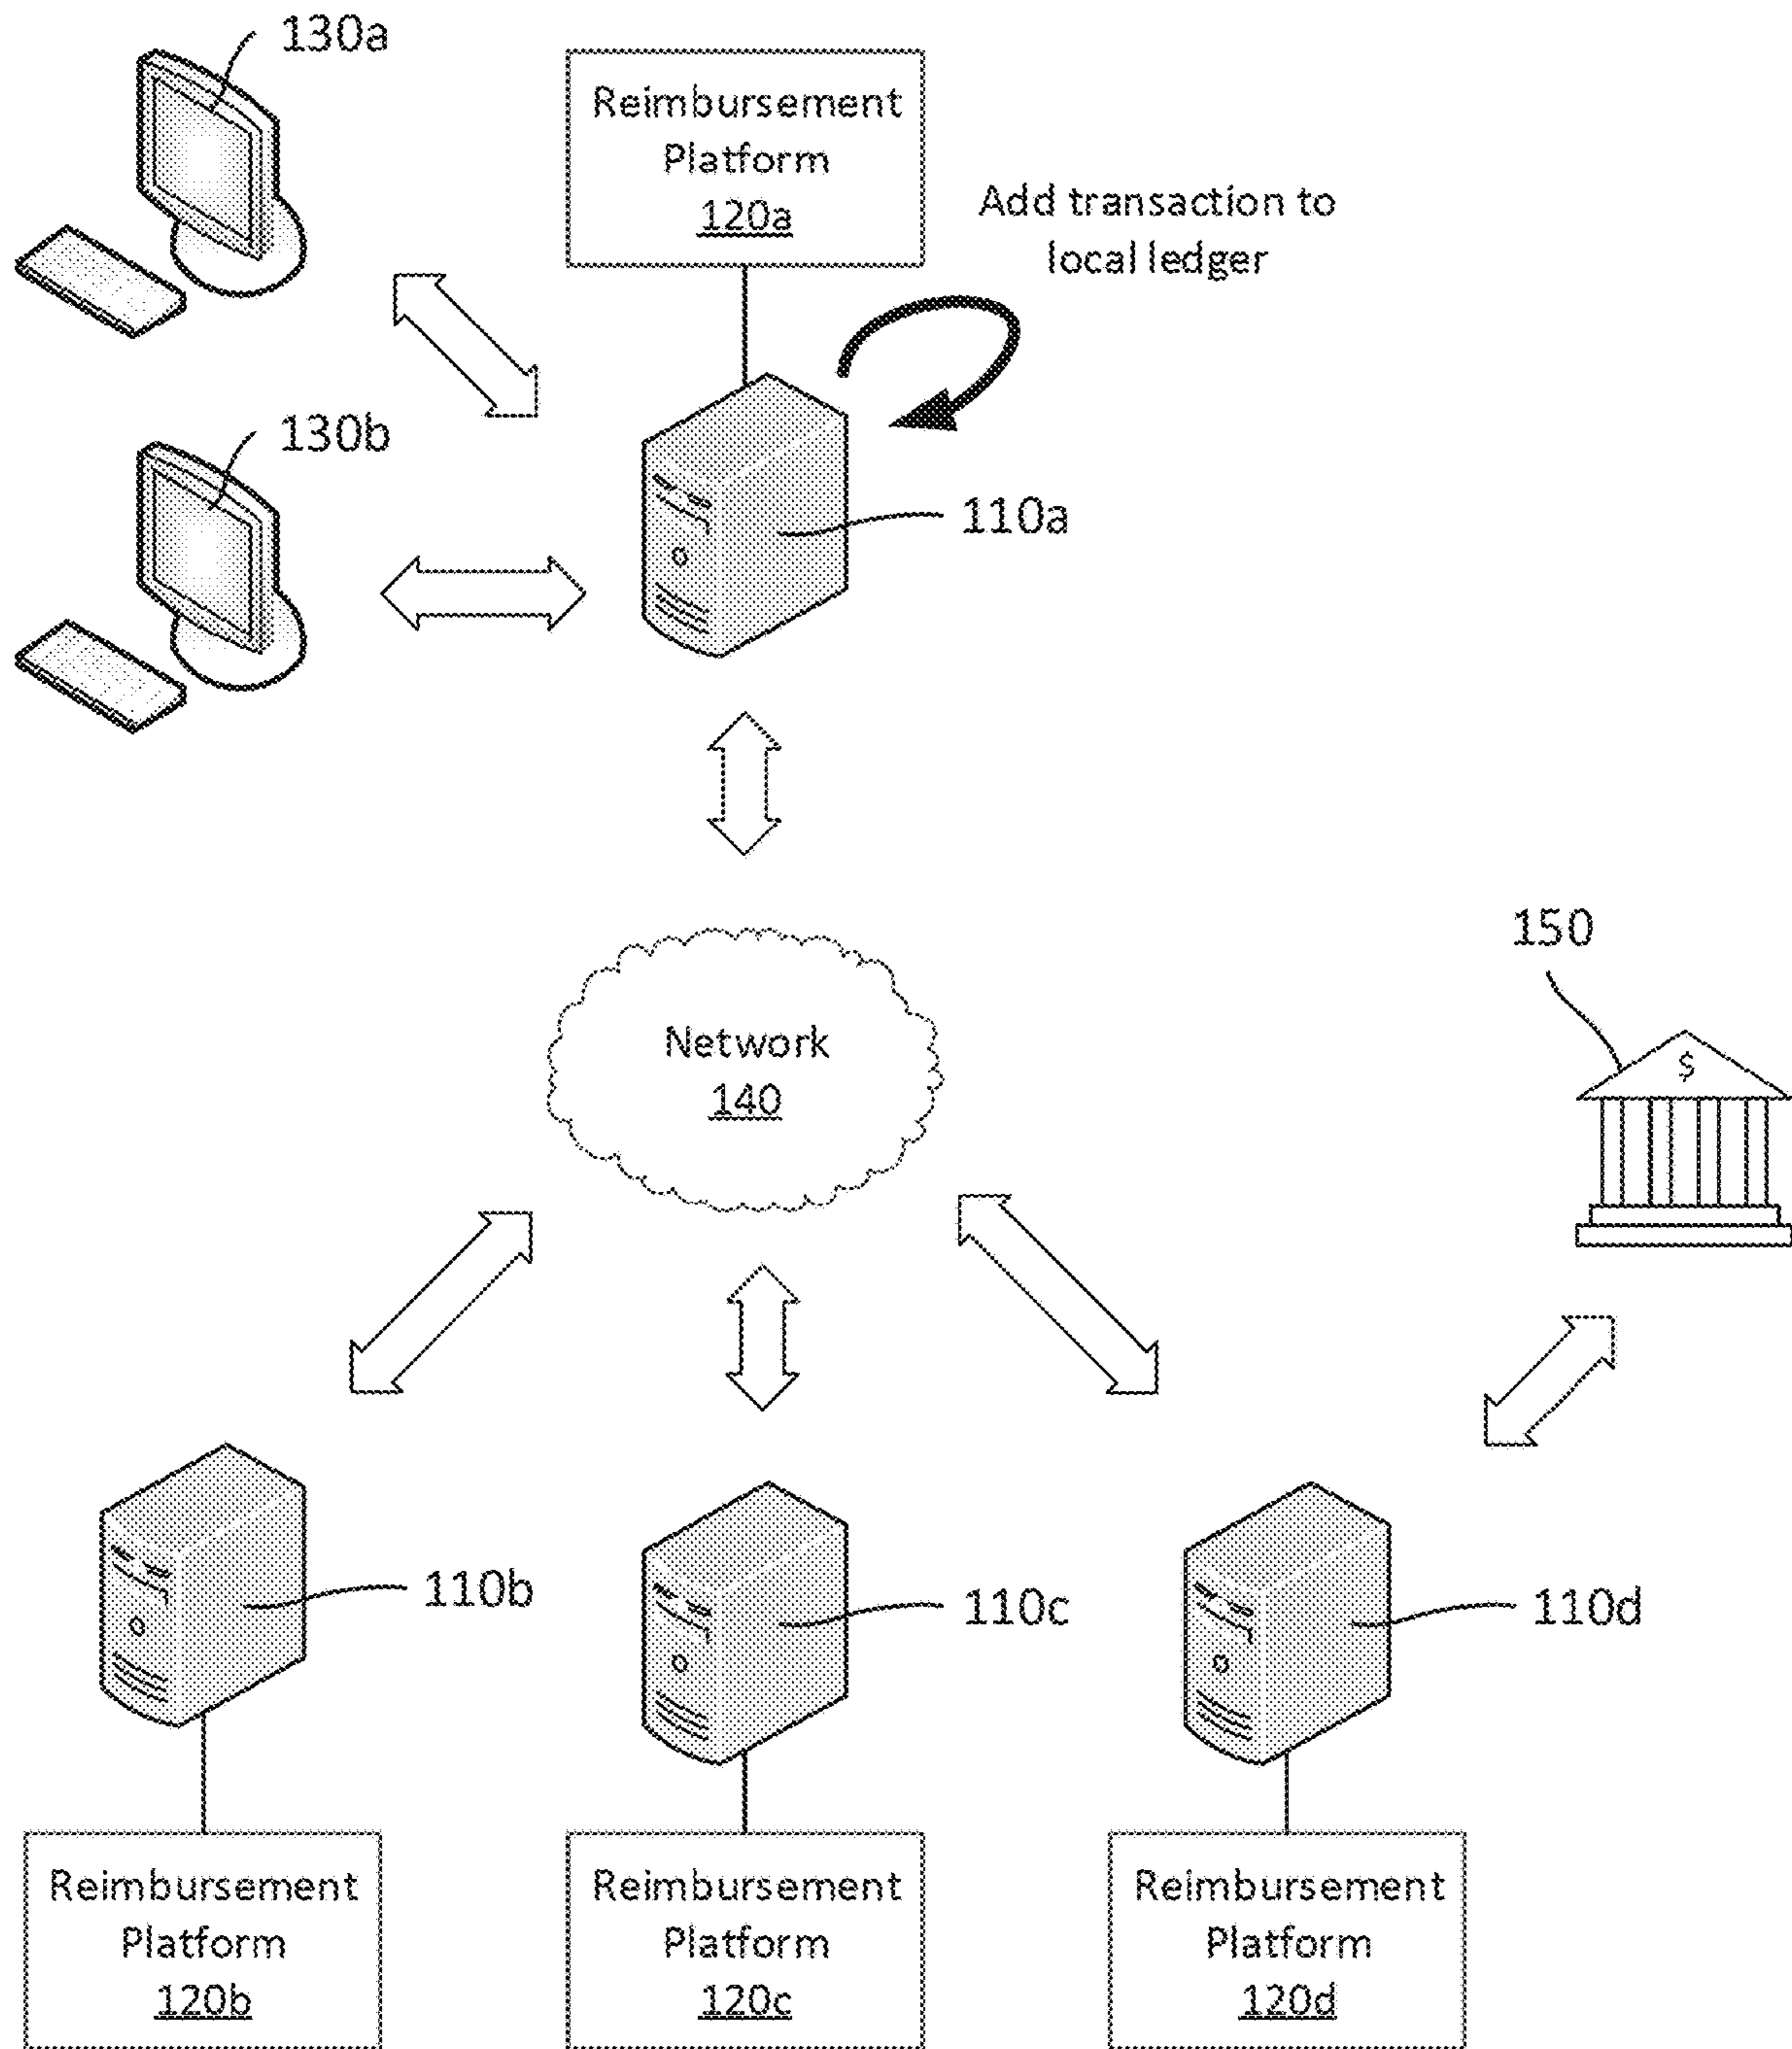 130a
Reimbursement
Platform
120a
Add transaction to
local ledger
130b
110a
150
$
Network
140
110b
110c
110d
Reimbursement
Platform
120b
Reimbursement
Platform
120c
Reimbursement
Platform
120d